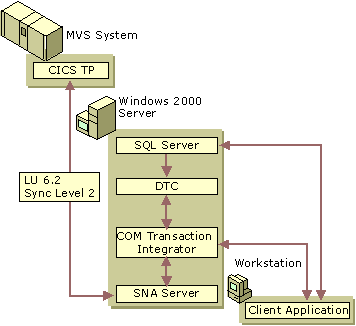 MVS System
CICS TP
Windows 2000
Server
SQL Server
DTC
LU 6.2
Sync Level 2
COM Transaction
Integrator
Workstation
SNA Server
Client Application